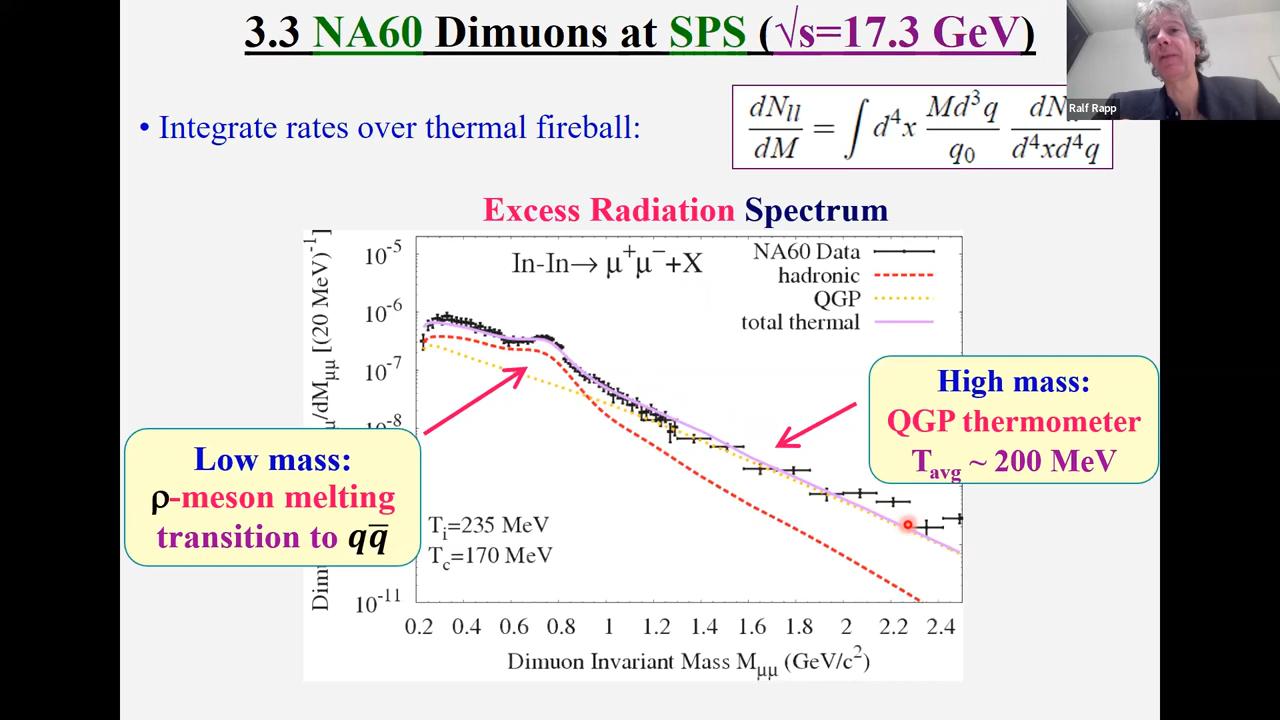 3.3 NA60 Dimuons at SPS (√s=17.3 GeV)
Ralf Rapp
• Integrate rates over thermal fireball:
dN_ll/dM = ∫ d⁴x Md³q/q₀ dN/d⁴xd⁴q
Excess Radiation Spectrum
In-In→ μ⁺μ⁻+X
NA60 Data
hadronic
QGP
total thermal
/dM_μμ [(20 MeV)⁻¹]
10⁻⁵
10⁻⁶
10⁻⁷
10⁻⁸
10⁻¹¹
High mass:
QGP thermometer
T_avg ~ 200 MeV
Low mass:
ρ-meson melting
transition to qq̅
T_i=235 MeV
T_c=170 MeV
0.2 0.4 0.6 0.8 1 1.2 1.4 1.6 1.8 2 2.2 2.4
Dimuon Invariant Mass M_μμ (GeV/c²)